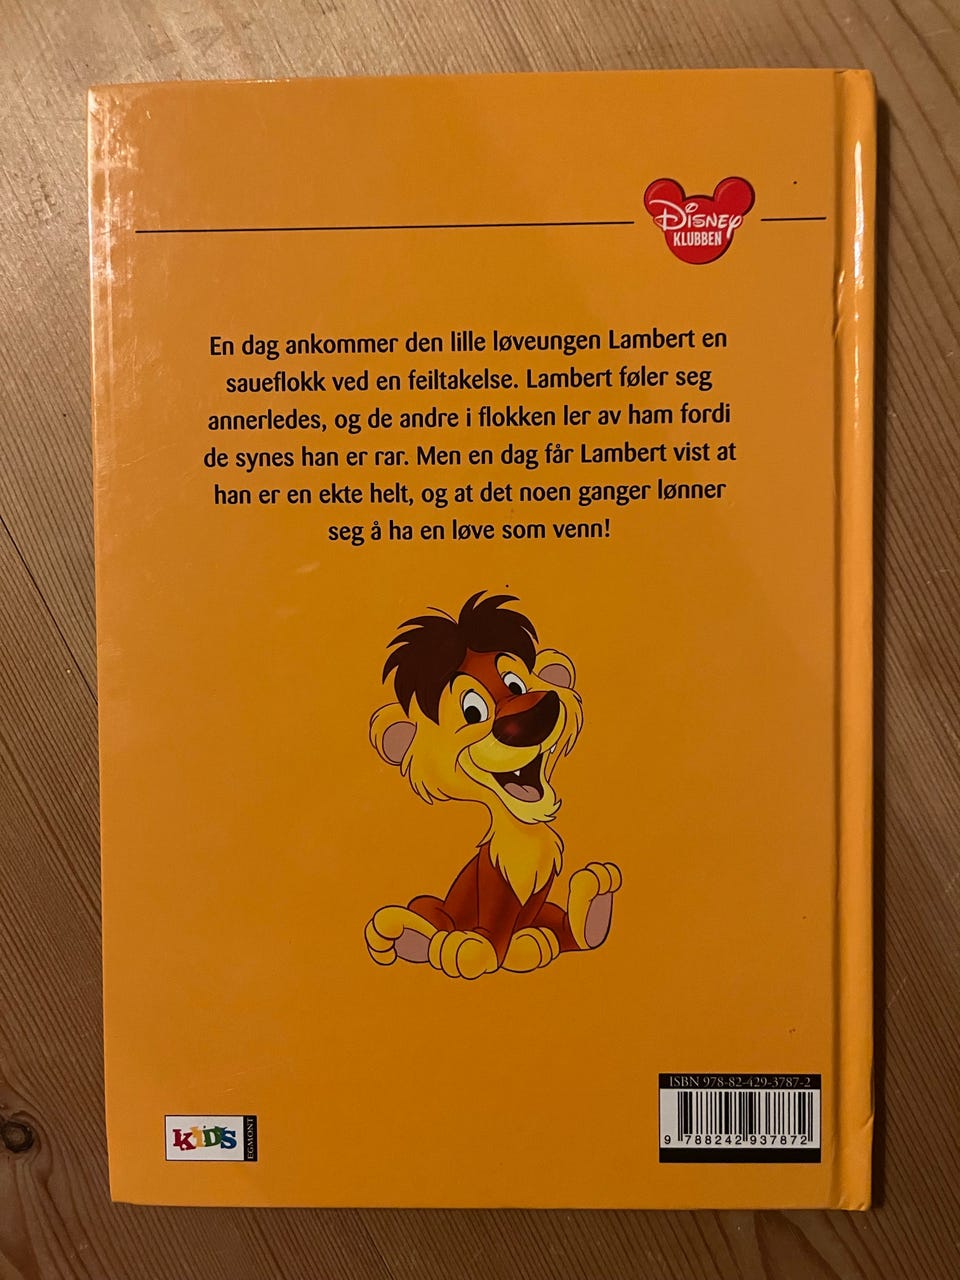 Disney
KLUBBEN
En dag ankommer den lille løveungen Lambert en
saueflokk ved en feiltakelse. Lambert føler seg
annerledes, og de andre i flokken ler av ham fordi
de synes han er rar. Men en dag får Lambert vist at
han er en ekte helt, og at det noen ganger lønner
seg å ha en løve som venn!
KIDS
EGMONT
ISBN 978-82-429-3787-2
9 788242 937872